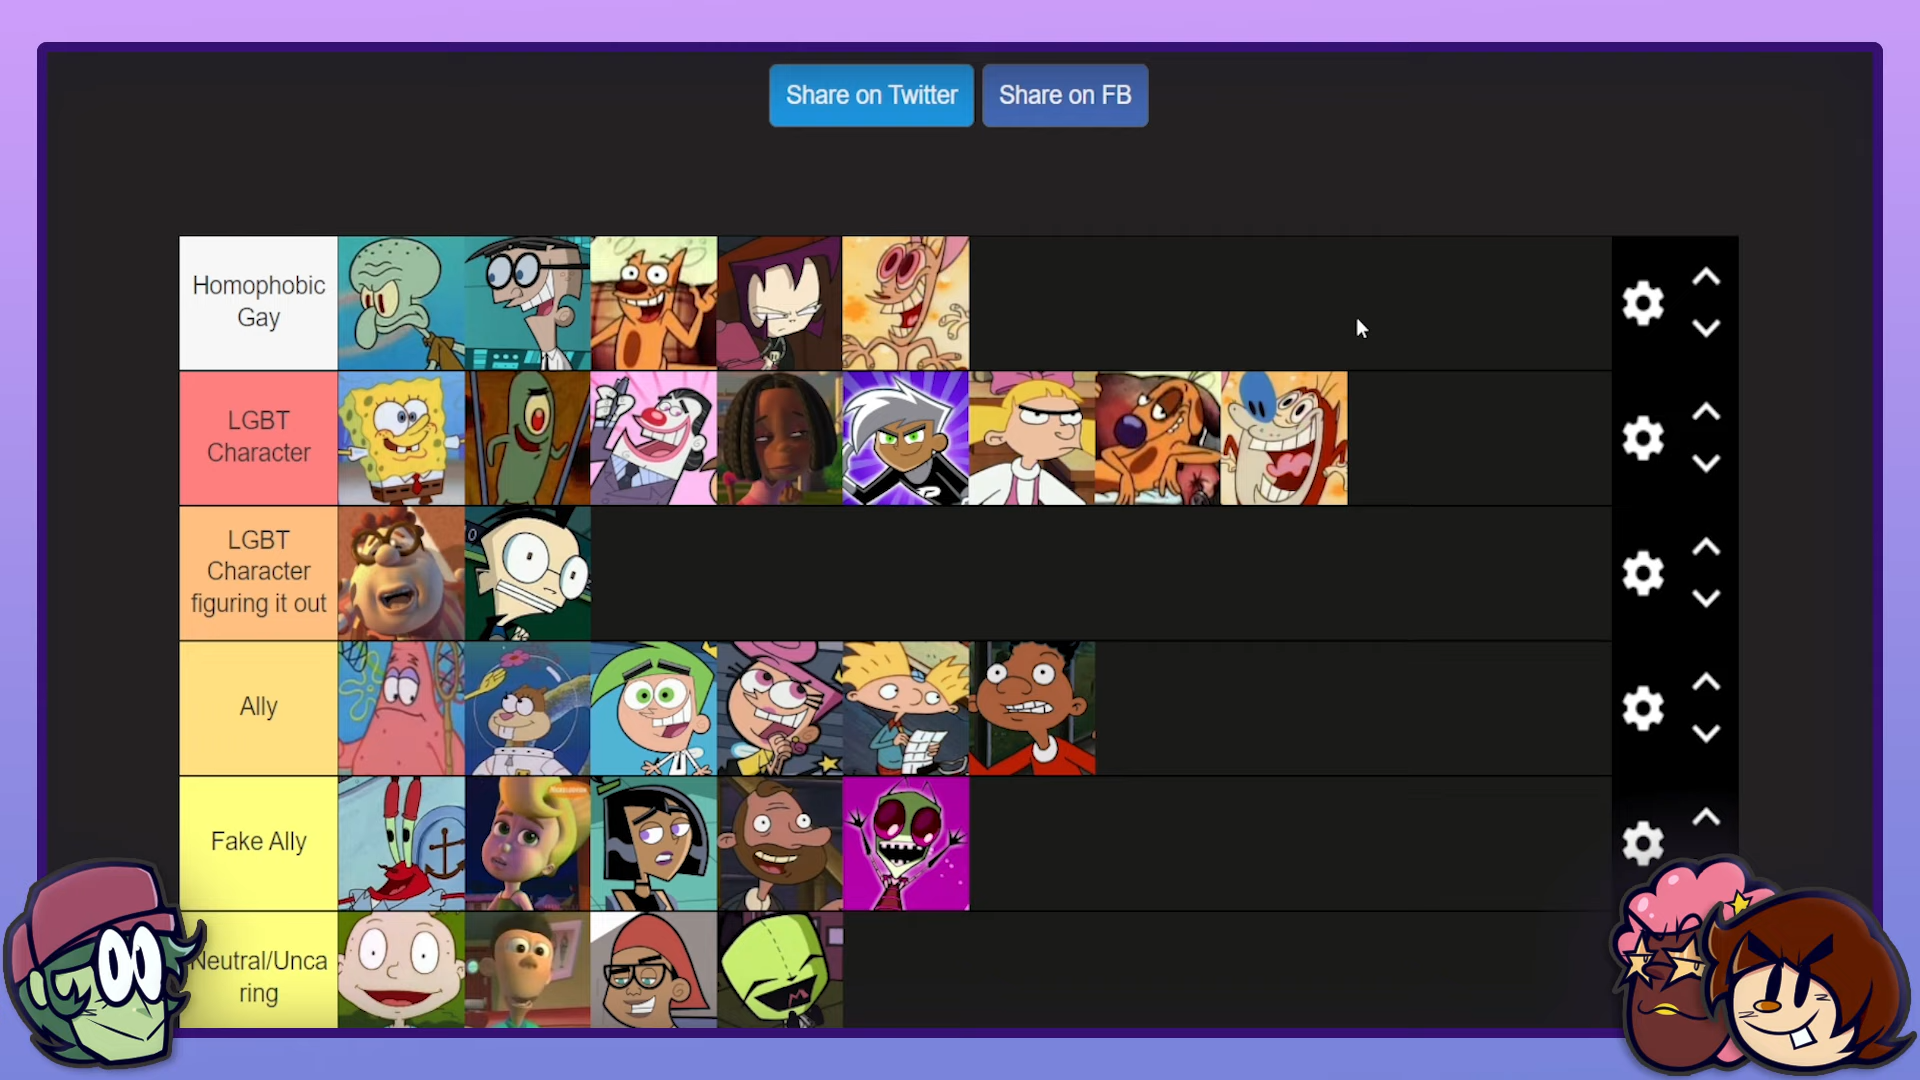 Share on Twitter
Share on FB
Homophobic
Gay
LGBT
Character
LGBT
Character
figuring it out
Ally
Fake Ally
NICKELODEON
Neutral/Unca
ring